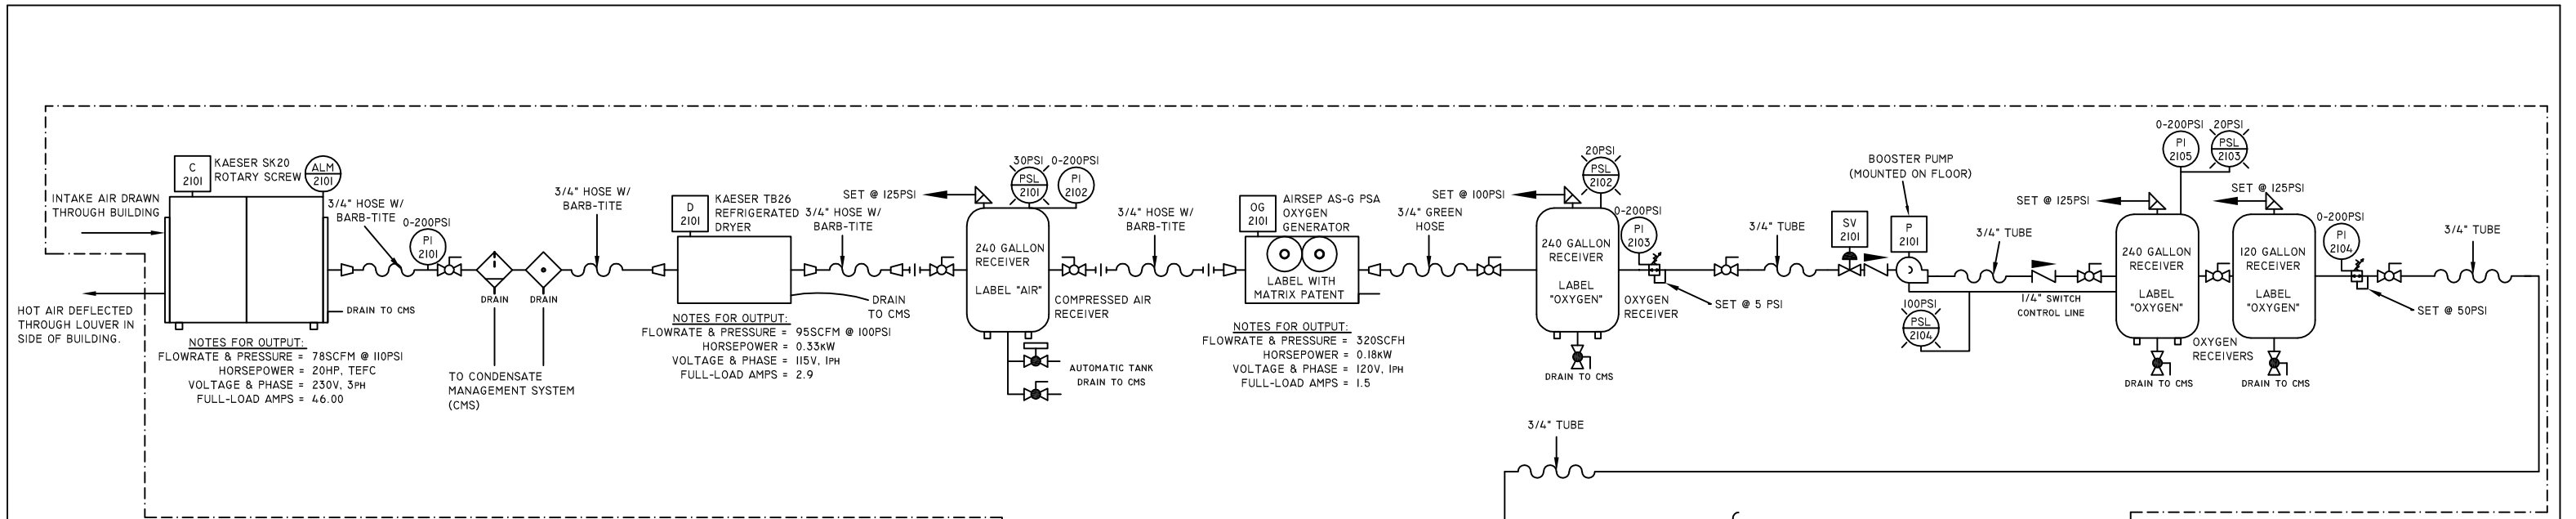 C
2101
KAESER SK20
ROTARY SCREW
ALM
2101
INTAKE AIR DRAWN
THROUGH BUILDING
HOT AIR DEFLECTED
THROUGH LOUVER IN
SIDE OF BUILDING.
DRAIN TO CMS
NOTES FOR OUTPUT:
FLOWRATE & PRESSURE = 78SCFM @ 110PSI
HORSEPOWER = 20HP, TEFC
VOLTAGE & PHASE = 230V, 3PH
FULL-LOAD AMPS = 46.00
3/4" HOSE W/
BARB-TITE
0-200PSI
PI
2101
DRAIN
DRAIN
TO CONDENSATE
MANAGEMENT SYSTEM
(CMS)
3/4" HOSE W/
BARB-TITE
D
2101
KAESER TB26
REFRIGERATED
DRYER
DRAIN
TO CMS
NOTES FOR OUTPUT:
FLOWRATE & PRESSURE = 95SCFM @ 100PSI
HORSEPOWER = 0.33KW
VOLTAGE & PHASE = 115V, 1PH
FULL-LOAD AMPS = 2.9
3/4" HOSE W/
BARB-TITE
SET @ 125PSI
30PSI
PSL
2101
0-200PSI
PI
2102
240 GALLON
RECEIVER
LABEL "AIR"
COMPRESSED AIR
RECEIVER
AUTOMATIC TANK
DRAIN TO CMS
3/4" HOSE W/
BARB-TITE
OG
2101
AIRSEP AS-G PSA
OXYGEN
GENERATOR
LABEL WITH
MATRIX PATENT
NOTES FOR OUTPUT:
FLOWRATE & PRESSURE = 320SCFH
HORSEPOWER = 0.18KW
VOLTAGE & PHASE = 120V, 1PH
FULL-LOAD AMPS = 1.5
3/4" GREEN
HOSE
SET @ 100PSI
20PSI
PSL
2102
240 GALLON
RECEIVER
LABEL
"OXYGEN"
DRAIN TO CMS
0-200PSI
PI
2103
OXYGEN
RECEIVER
SET @ 5 PSI
3/4" TUBE
SV
2101
BOOSTER PUMP
(MOUNTED ON FLOOR)
P
2101
100PSI
PSL
2104
3/4" TUBE
1/4" SWITCH
CONTROL LINE
SET @ 125PSI
0-200PSI
PI
2105
20PSI
PSL
2103
240 GALLON
RECEIVER
LABEL
"OXYGEN"
DRAIN TO CMS
OXYGEN
RECEIVERS
SET @ 125PSI
120 GALLON
RECEIVER
LABEL
"OXYGEN"
DRAIN TO CMS
0-200PSI
PI
2104
SET @ 50PSI
3/4" TUBE
3/4" TUBE